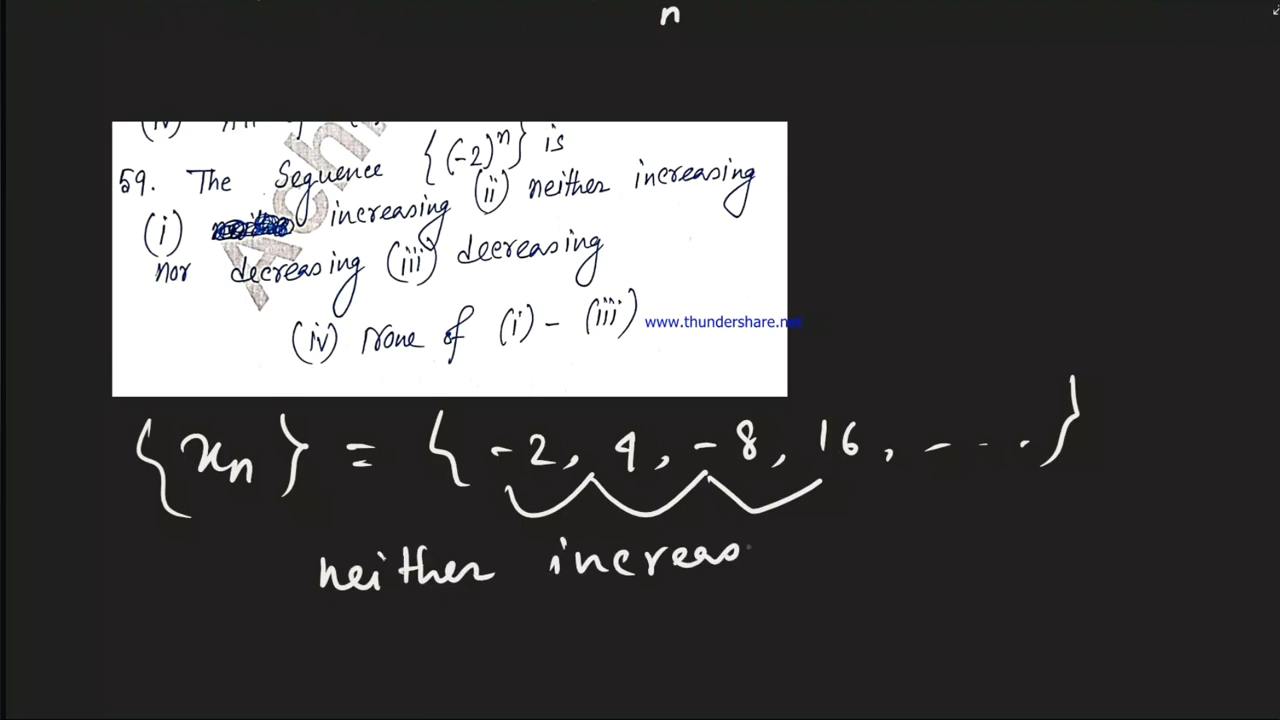 n
59. The Sequence {(-2)^n} is
(i) increasing (ii) neither increasing
nor decreasing (iii) decreasing
(iv) None of (i) - (iii)
www.thundershare.net
{xn} = { -2, 4, -8, 16, - - - . }
neither increas